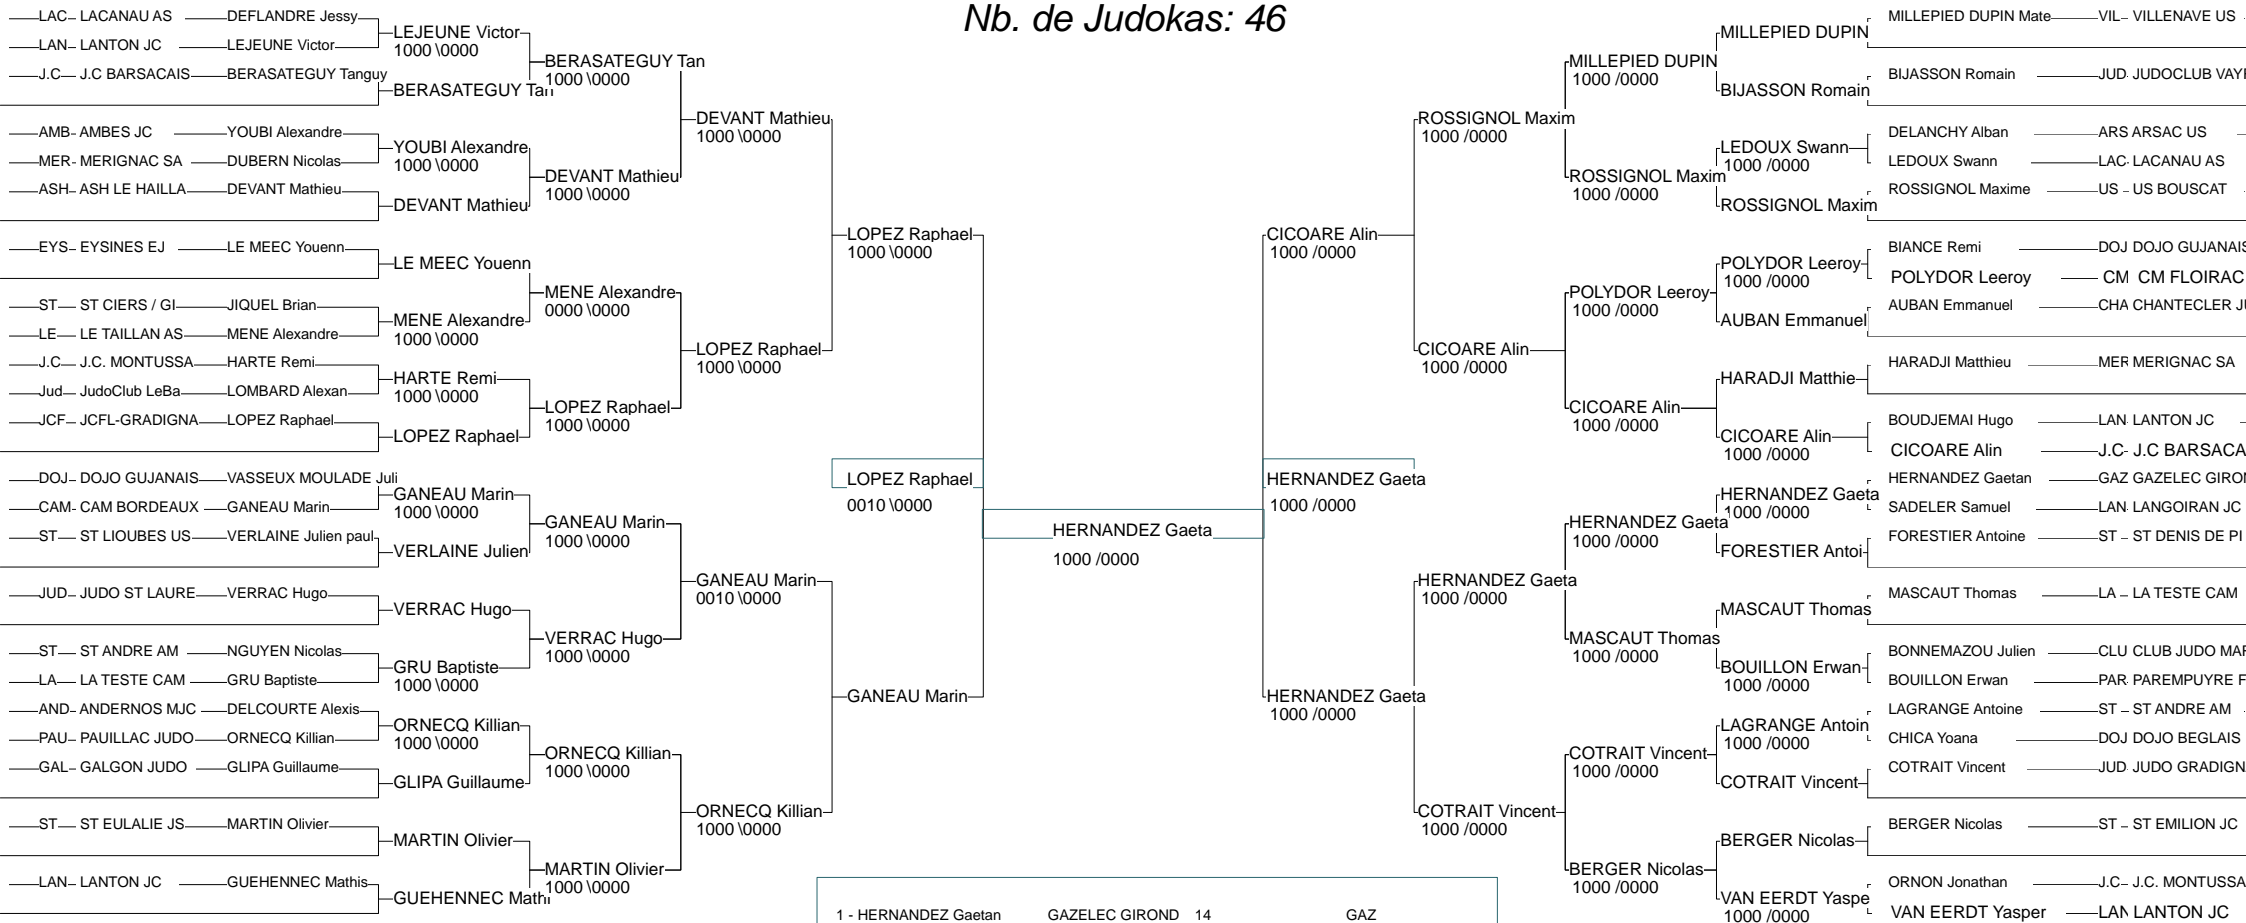 Nb. de Judokas: 46
LAC LACANAU AS DEFLANDRE Jessy
LAN LANTON JC LEJEUNE Victor
J.C J.C BARSACAIS BERASATEGUY Tanguy
AMB AMBES JC YOUBI Alexandre
MER MERIGNAC SA DUBERN Nicolas
ASH ASH LE HAILLA DEVANT Mathieu
EYS EYSINES EJ LE MEEC Youenn
ST ST CIERS / GI JIQUEL Brian
LE LE TAILLAN AS MENE Alexandre
J.C J.C. MONTUSSA HARTE Remi
Jud JudoClub LeBa LOMBARD Alexan
JCF JCFL-GRADIGNA LOPEZ Raphael
DOJ DOJO GUJANAIS VASSEUX MOULADE Juli
CAM CAM BORDEAUX GANEAU Marin
ST ST LIOUBES US VERLAINE Julien paul
JUD JUDO ST LAURE VERRAC Hugo
ST ST ANDRE AM NGUYEN Nicolas
LA LA TESTE CAM GRU Baptiste
AND ANDERNOS MJC DELCOURTE Alexis
PAU PAUILLAC JUDO ORNECQ Killian
GAL GALGON JUDO GLIPA Guillaume
ST ST EULALIE JS MARTIN Olivier
LAN LANTON JC GUEHENNEC Mathis
LEJEUNE Victor
1000 \0000
BERASATEGUY Tan
YOUBI Alexandre
1000 \0000
DEVANT Mathieu
LE MEEC Youenn
MENE Alexandre
1000 \0000
HARTE Remi
1000 \0000
LOPEZ Raphael
GANEAU Marin
1000 \0000
VERLAINE Julien
VERRAC Hugo
GRU Baptiste
1000 \0000
ORNECQ Killian
1000 \0000
GLIPA Guillaume
MARTIN Olivier
GUEHENNEC Mathi
BERASATEGUY Tan
1000 \0000
DEVANT Mathieu
1000 \0000
MENE Alexandre
0000 \0000
LOPEZ Raphael
1000 \0000
GANEAU Marin
1000 \0000
VERRAC Hugo
1000 \0000
ORNECQ Killian
1000 \0000
MARTIN Olivier
1000 \0000
DEVANT Mathieu
1000 \0000
LOPEZ Raphael
1000 \0000
GANEAU Marin
0010 \0000
ORNECQ Killian
1000 \0000
LOPEZ Raphael
1000 \0000
LOPEZ Raphael
0010 \0000
GANEAU Marin
HERNANDEZ Gaeta
1000 /0000
CICOARE Alin
1000 /0000
HERNANDEZ Gaeta
1000 /0000
HERNANDEZ Gaeta
1000 /0000
ROSSIGNOL Maxim
1000 /0000
CICOARE Alin
1000 /0000
HERNANDEZ Gaeta
1000 /0000
COTRAIT Vincent
1000 /0000
MILLEPIED DUPIN
1000 /0000
ROSSIGNOL Maxim
1000 /0000
POLYDOR Leeroy
1000 /0000
CICOARE Alin
1000 /0000
HERNANDEZ Gaeta
1000 /0000
MASCAUT Thomas
1000 /0000
COTRAIT Vincent
1000 /0000
BERGER Nicolas
1000 /0000
MILLEPIED DUPIN
BIJASSON Romain
LEDOUX Swann
1000 /0000
ROSSIGNOL Maxim
POLYDOR Leeroy
1000 /0000
AUBAN Emmanuel
HARADJI Matthie
CICOARE Alin
1000 /0000
HERNANDEZ Gaeta
1000 /0000
FORESTIER Antoi
MASCAUT Thomas
BOUILLON Erwan
1000 /0000
LAGRANGE Antoin
1000 /0000
COTRAIT Vincent
BERGER Nicolas
VAN EERDT Yaspe
1000 /0000
MILLEPIED DUPIN Mate VIL VILLENAVE US
BIJASSON Romain JUD JUDOCLUB VAYR
DELANCHY Alban ARS ARSAC US
LEDOUX Swann LAC LACANAU AS
ROSSIGNOL Maxime US US BOUSCAT
BIANCE Remi DOJ DOJO GUJANAIS
POLYDOR Leeroy CM CM FLOIRAC
AUBAN Emmanuel CHA CHANTECLER JU
HARADJI Matthieu MER MERIGNAC SA
BOUDJEMAI Hugo LAN LANTON JC
CICOARE Alin J.C J.C BARSACA
HERNANDEZ Gaetan GAZ GAZELEC GIRON
SADELER Samuel LAN LANGOIRAN JC
FORESTIER Antoine ST ST DENIS DE PI
MASCAUT Thomas LA LA TESTE CAM
BONNEMAZOU Julien CLU CLUB JUDO MAR
BOUILLON Erwan PAR PAREMPUYRE F
LAGRANGE Antoine ST ST ANDRE AM
CHICA Yoana DOJ DOJO BEGLAIS
COTRAIT Vincent JUD JUDO GRADIGN
BERGER Nicolas ST ST EMILION JC
ORNON Jonathan J.C J.C. MONTUSSA
VAN EERDT Yasper LAN LANTON JC
1 - HERNANDEZ Gaetan GAZELEC GIROND 14 GAZ